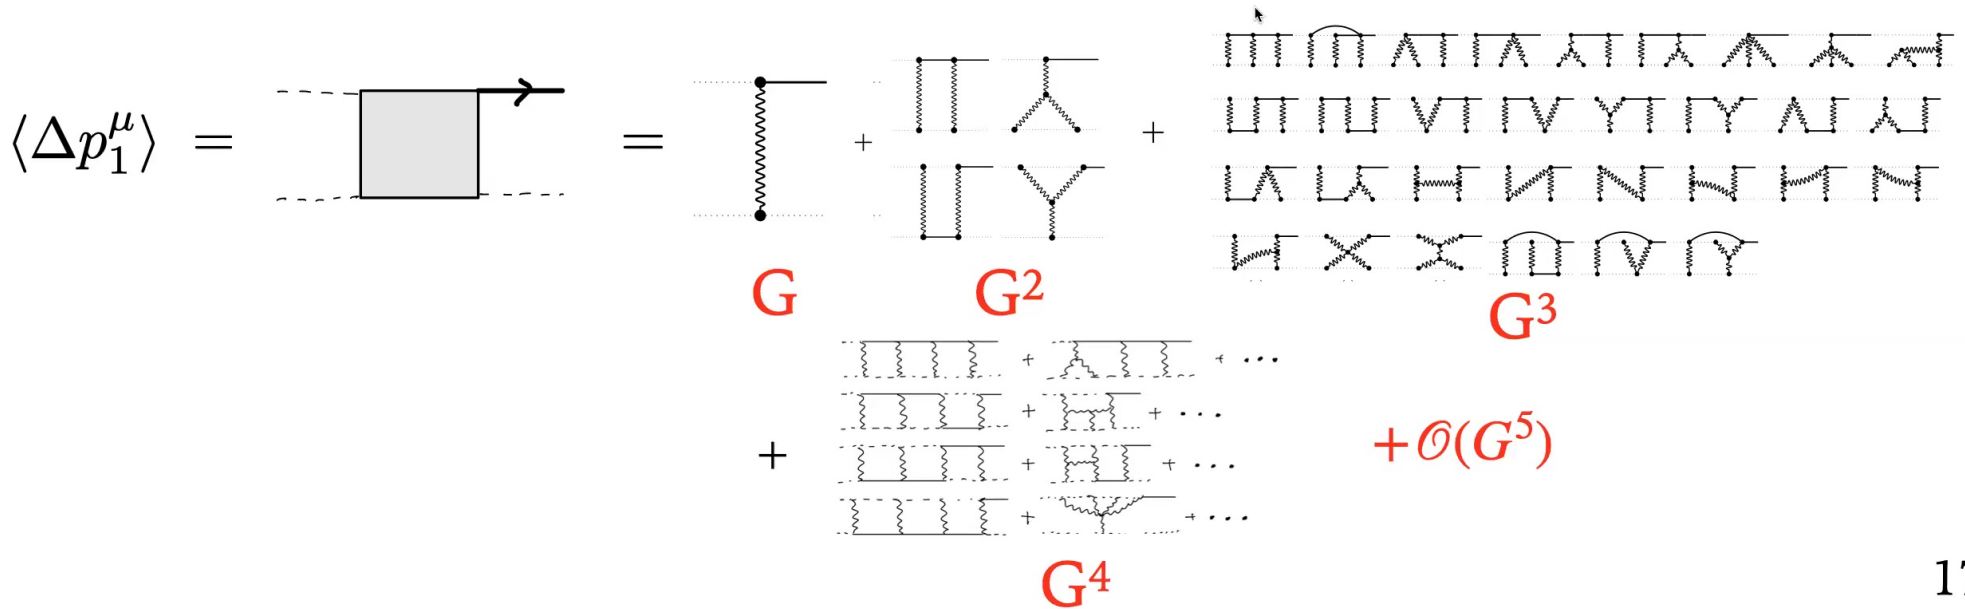 ⟨Δp₁^μ⟩ = = + +
G G² G³
+ + ...
+ + + ...
+ + ... + 𝒪(G⁵)
+ + ...
G⁴
17